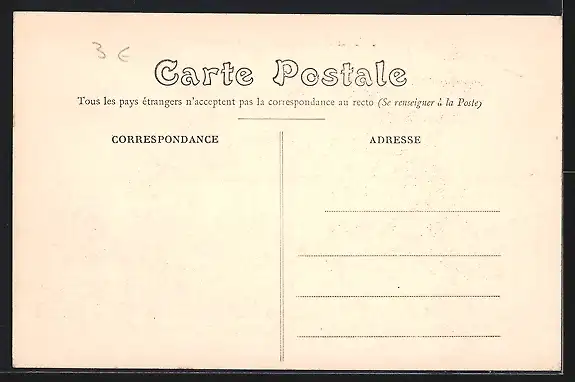 3 €
Carte Postale
Tous les pays étrangers n'acceptent pas la correspondance au recto (Se renseigner à la Poste)
CORRESPONDANCE
ADRESSE